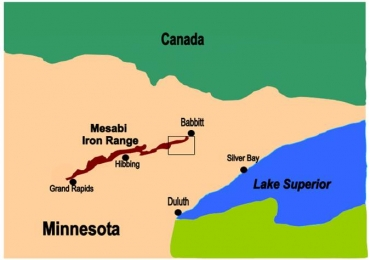 Canada
Mesabi
Iron Range
Babbitt
Hibbing
Silver Bay
Grand Rapids
Lake Superior
Duluth
Minnesota